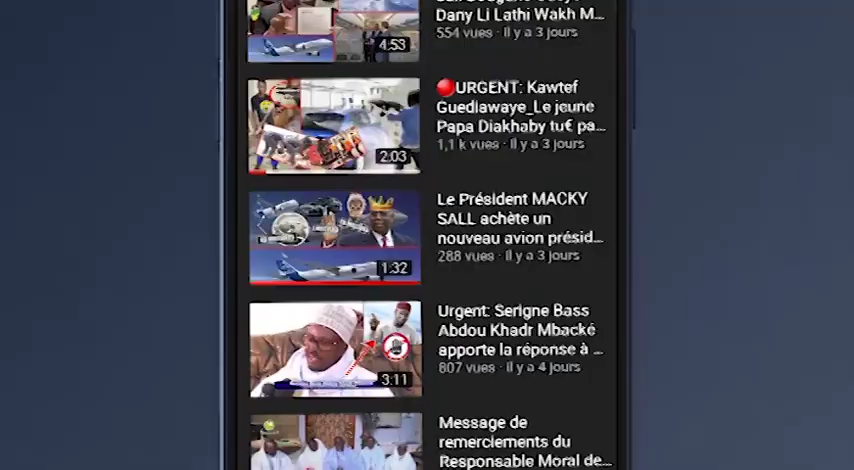 Dany Li Lathi Wakh M...
554 vues · Il y a 3 jours
4:53
🔴URGENT: Kawtef
Guediawaye_Le jeune
Papa Diakhaby tu€ pa...
1,1 k vues · Il y a 3 jours
2:03
Le Président MACKY
SALL achète un
nouveau avion présid...
288 vues · Il y a 3 jours
1:32
Urgent: Serigne Bass
Abdou Khadr Mbacké
apporte la réponse à ...
807 vues · Il y a 4 jours
3:11
Message de
remerciements du
Responsable Moral de...